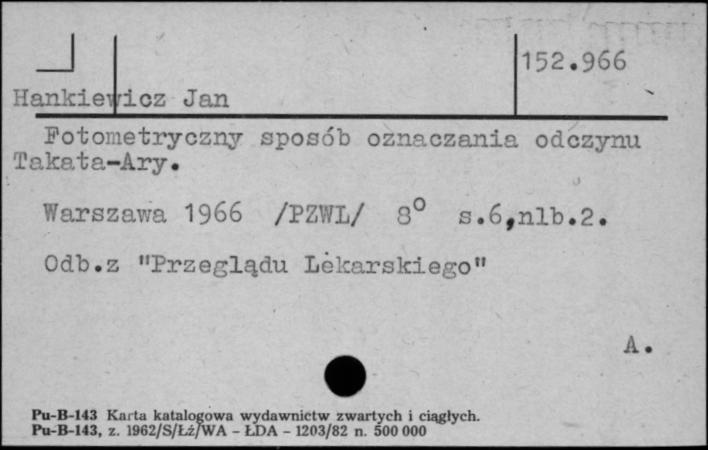 152.966
Hankiewicz Jan
Fotometryczny sposób oznaczania odczynu
Takata-Ary.
Warszawa 1966 /PZWL/ 8° s.6,nlb.2.
Odb.z "Przeglądu Lekarskiego"
A.
Pu-B-143 Karta katalogowa wydawnictw zwartych i ciągłych.
Pu-B-143, z. 1962/S/Łż/WA - ŁDA - 1203/82 n. 500 000